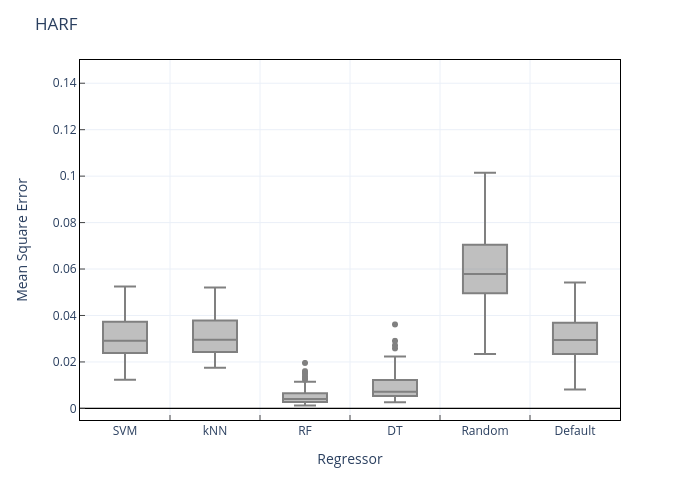 HARF
0.14
0.12
0.1
0.08
0.06
0.04
0.02
0
Mean Square Error
SVM kNN RF DT Random Default
Regressor